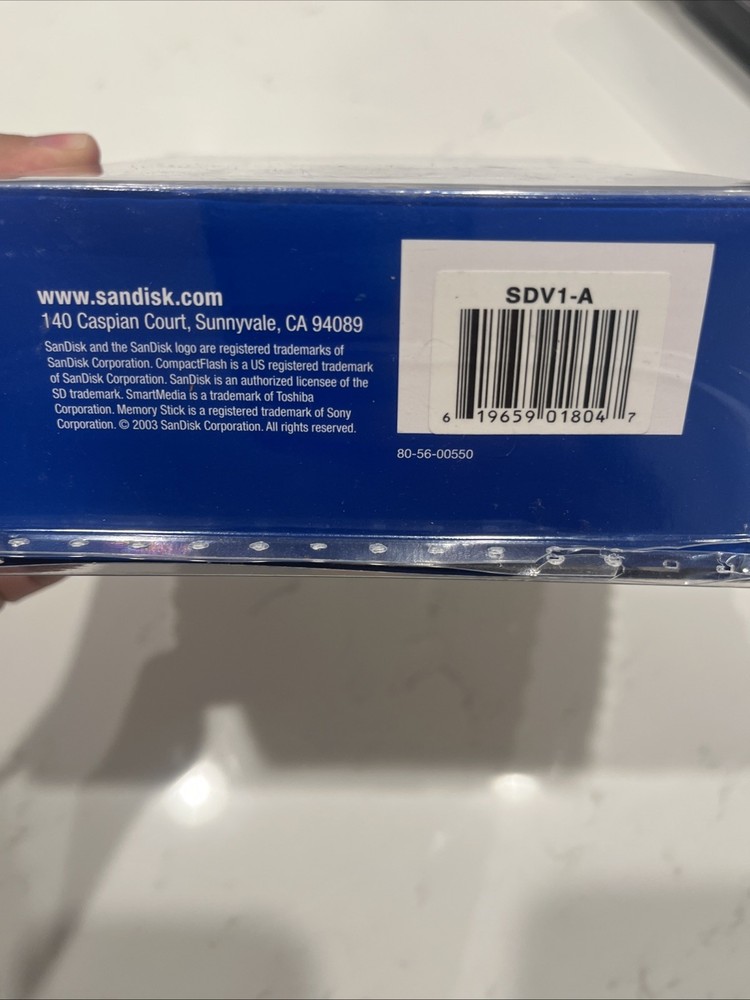 www.sandisk.com
140 Caspian Court, Sunnyvale, CA 94089
SanDisk and the SanDisk logo are registered trademarks of
SanDisk Corporation. CompactFlash is a US registered trademark
of SanDisk Corporation. SanDisk is an authorized licensee of the
SD trademark. SmartMedia is a trademark of Toshiba
Corporation. Memory Stick is a registered trademark of Sony
Corporation. © 2003 SanDisk Corporation. All rights reserved.
SDV1-A
6 19659 01804 7
80-56-00550